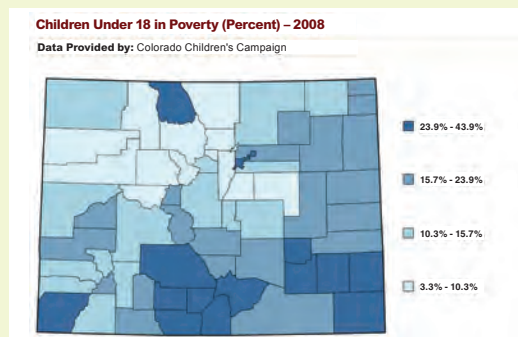 Children Under 18 in Poverty (Percent) – 2008
Data Provided by: Colorado Children's Campaign
23.9% - 43.9%
15.7% - 23.9%
10.3% - 15.7%
3.3% - 10.3%